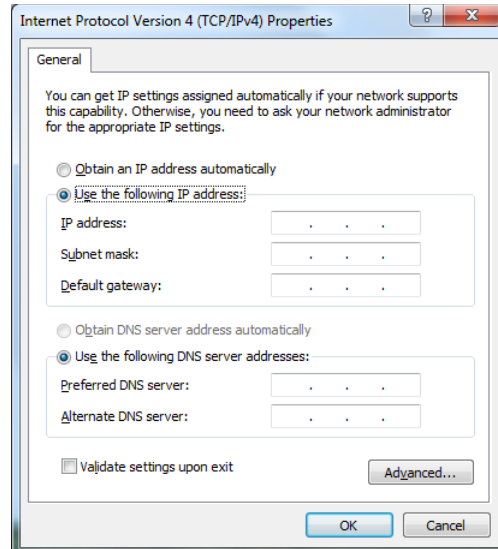 Internet Protocol Version 4 (TCP/IPv4) Properties
General
You can get IP settings assigned automatically if your network supports
this capability. Otherwise, you need to ask your network administrator
for the appropriate IP settings.
Obtain an IP address automatically
Use the following IP address:
IP address: . . .
Subnet mask: . . .
Default gateway: . . .
Obtain DNS server address automatically
Use the following DNS server addresses:
Preferred DNS server: . . .
Alternate DNS server: . . .
Validate settings upon exit
Advanced...
OK Cancel